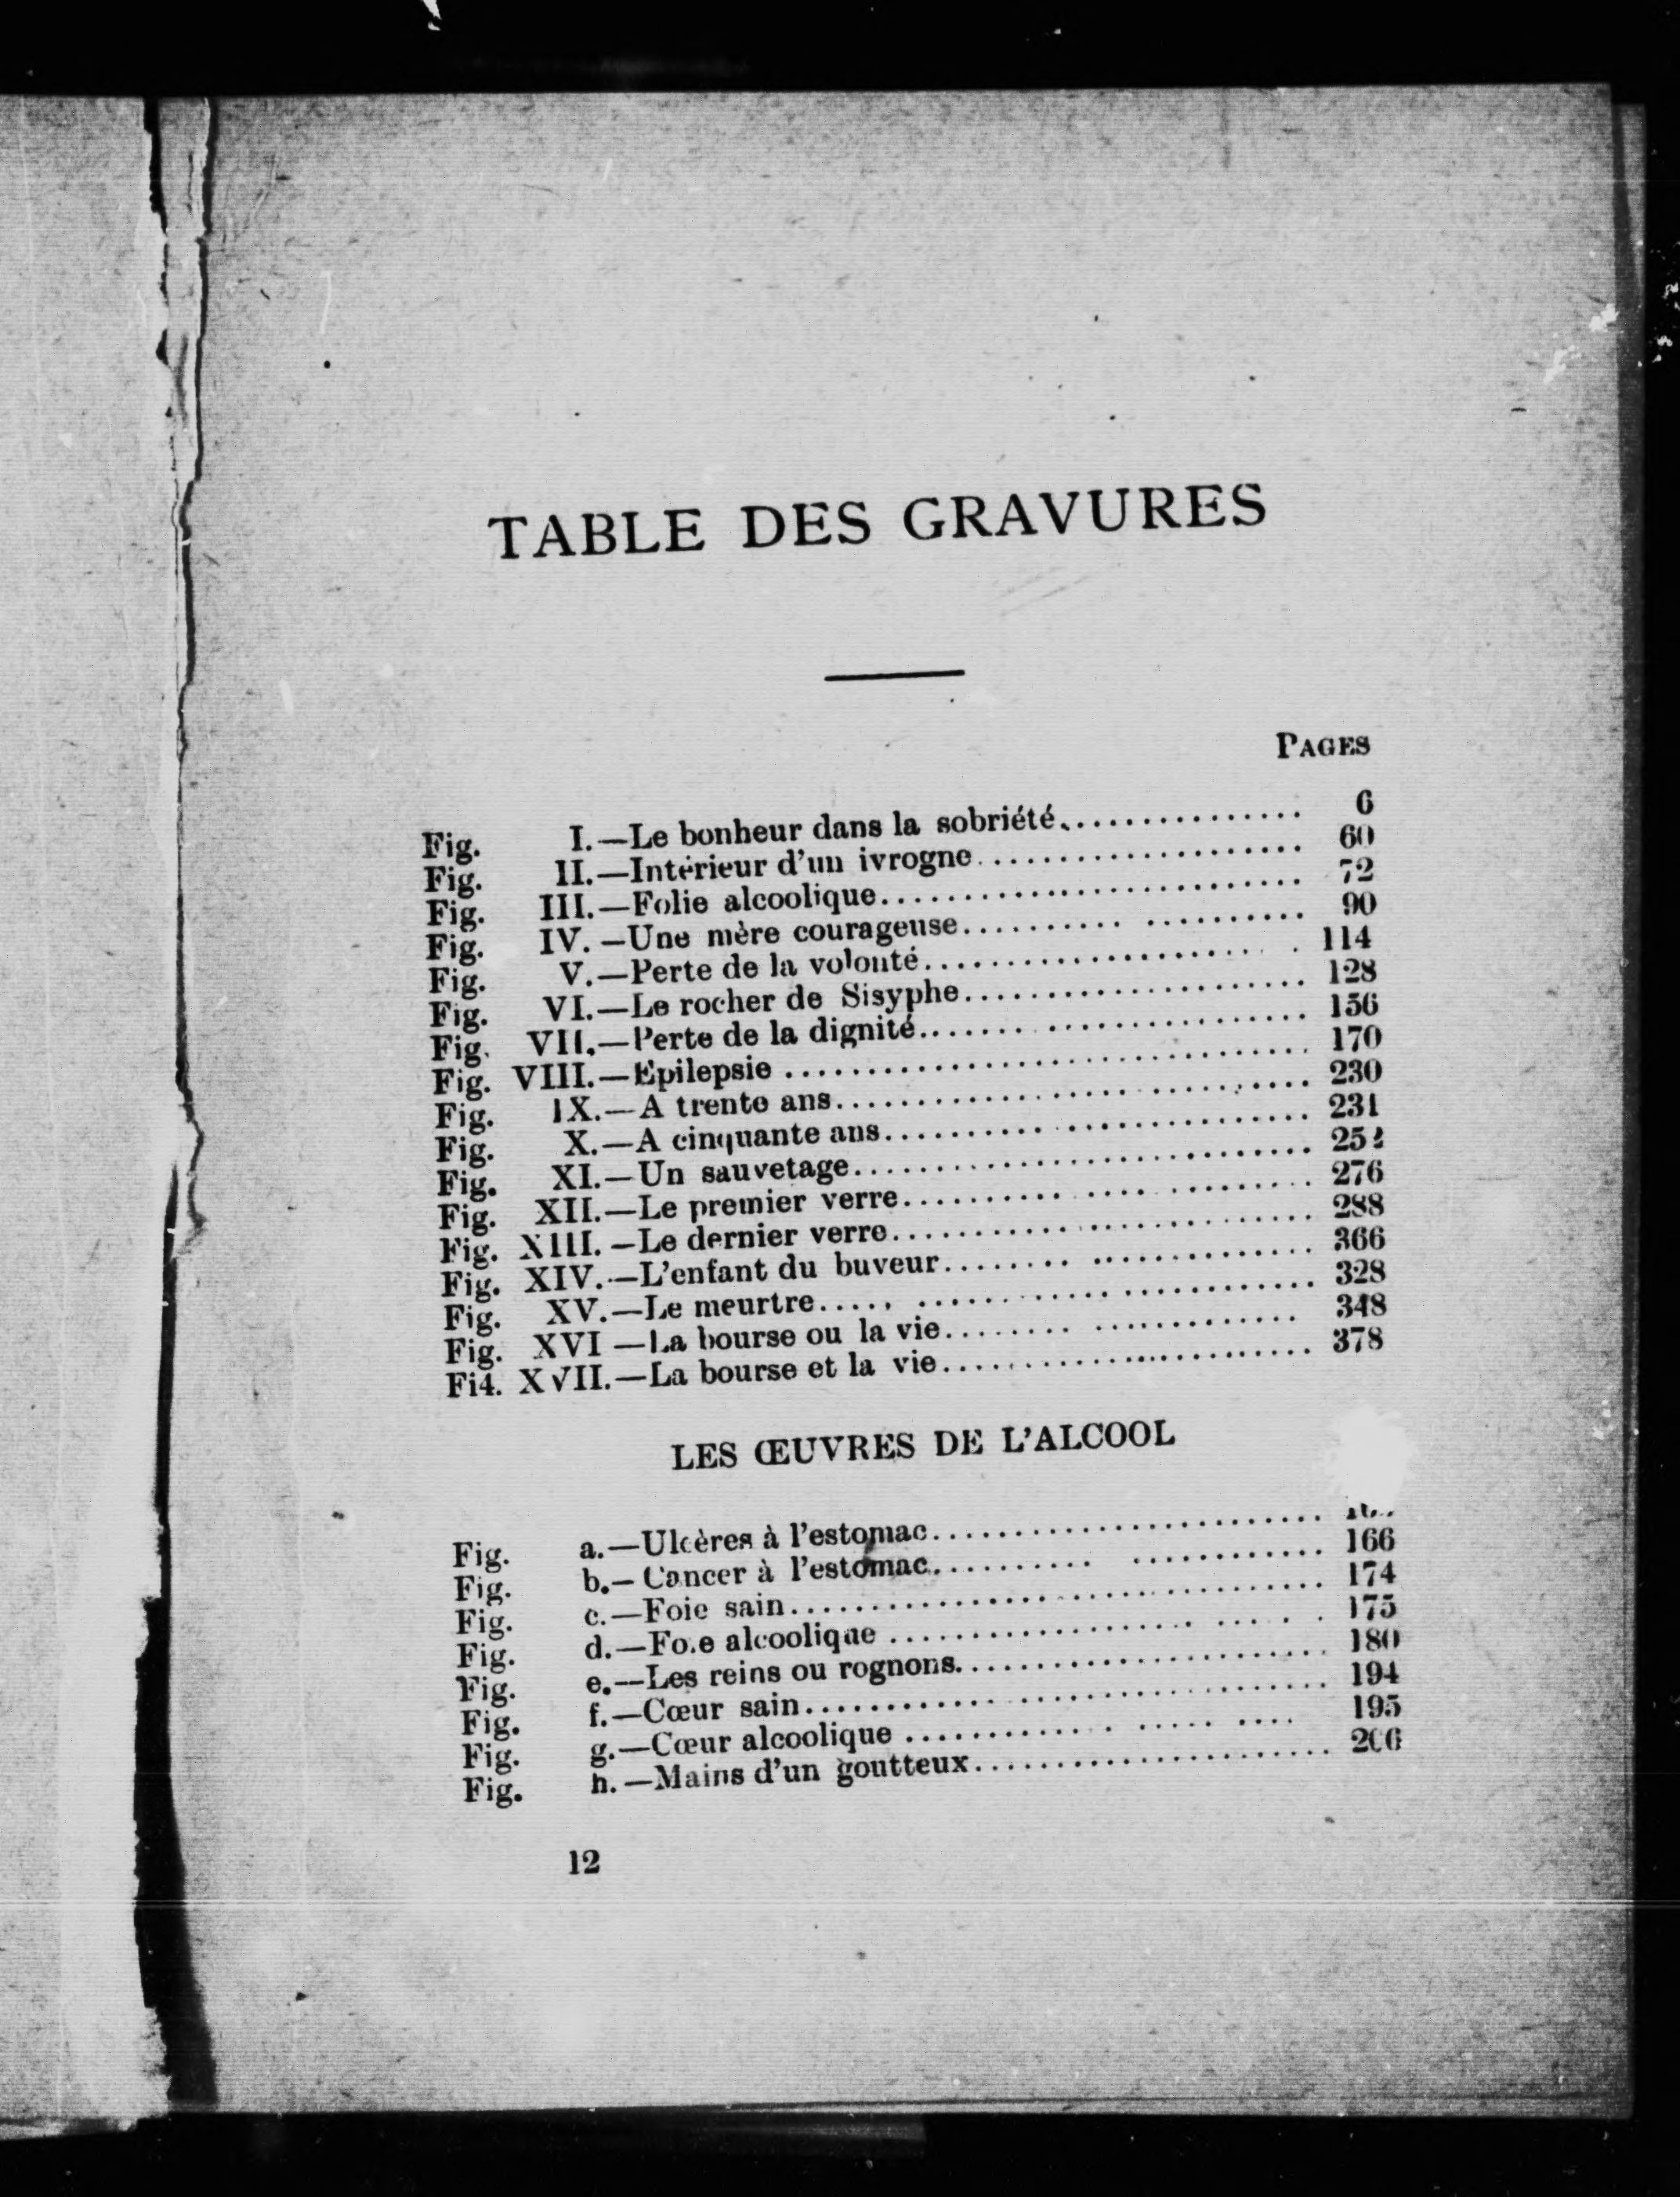 TABLE DES GRAVURES
PAGES
Fig. I.—Le bonheur dans la sobriété................ 6
Fig. II.—Intérieur d'un ivrogne.................... 60
Fig. III.—Folie alcoolique.......................... 72
Fig. IV. —Une mère courageuse.......... .......... 90
Fig. V.—Perte de la volonté...................... 114
Fig. VI.—Le rocher de Sisyphe..................... 128
Fig. VII.—Perte de la dignité........................ 156
Fig. VIII.—Epilepsie ................................ 170
Fig. IX.—A trente ans............................. 230
Fig. X.—A cinquante ans.......................... 231
Fig. XI.—Un sauvetage............................
Fig. XII.—Le premier verre......................... 276
Fig. XIII. —Le dernier verre......................... 288
Fig. XIV.—L'enfant du buveur........ .............. 366
Fig. XV.—Le meurtre..... ........................ 328
Fig. XVI —La bourse ou la vie........ ............. 348
Fi4. XVII.—La bourse et la vie....................... 378
LES ŒUVRES DE L'ALCOOL
Fig. a.—Ulcères à l'estomac........................
Fig. b.—Cancer à l'estomac.......... ............ 166
Fig. c.—Foie sain................................ 174
Fig. d.—Foie alcoolique ......................... 175
Fig. e.—Les reins ou rognons....................... 180
Fig. f.—Cœur sain................................ 194
Fig. g.—Cœur alcoolique ............. ..... .... 195
Fig. h. —Mains d'un goutteux...................... 206
12